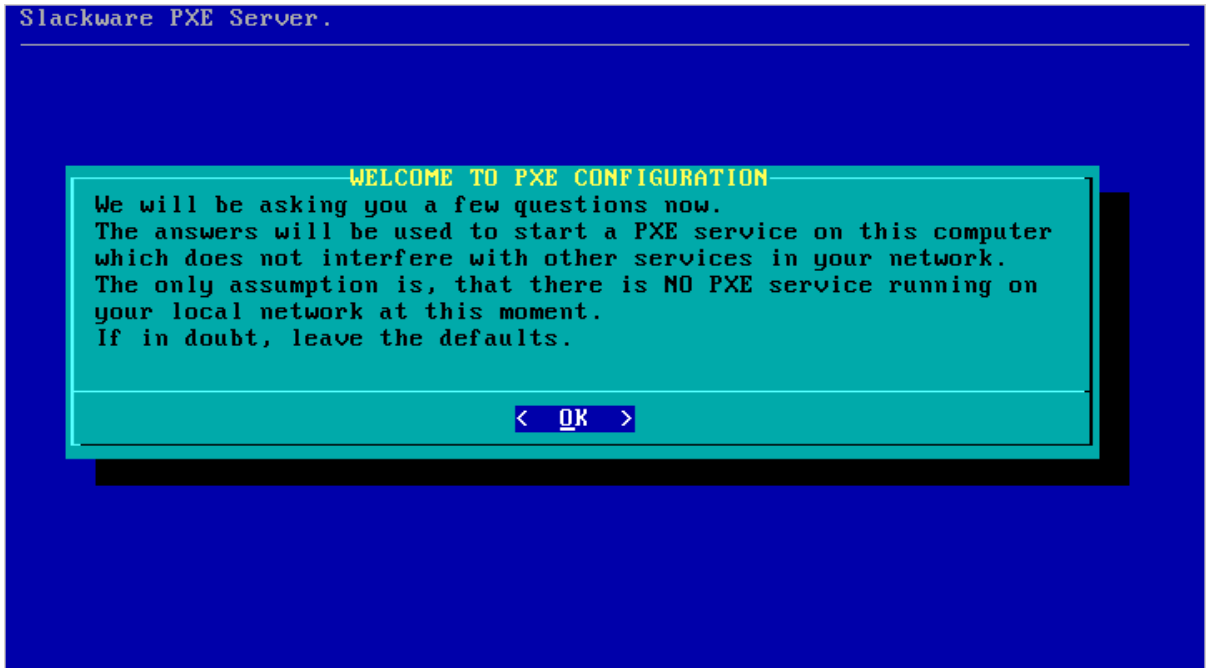 Slackware PXE Server.
WELCOME TO PXE CONFIGURATION
We will be asking you a few questions now.
The answers will be used to start a PXE service on this computer
which does not interfere with other services in your network.
The only assumption is, that there is NO PXE service running on
your local network at this moment.
If in doubt, leave the defaults.
< OK >